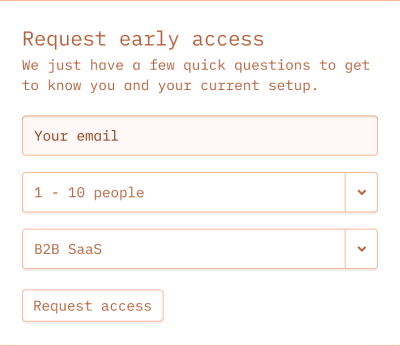 Request early access
We just have a few quick questions to get
to know you and your current setup.
Your email
1 - 10 people
B2B SaaS
Request access